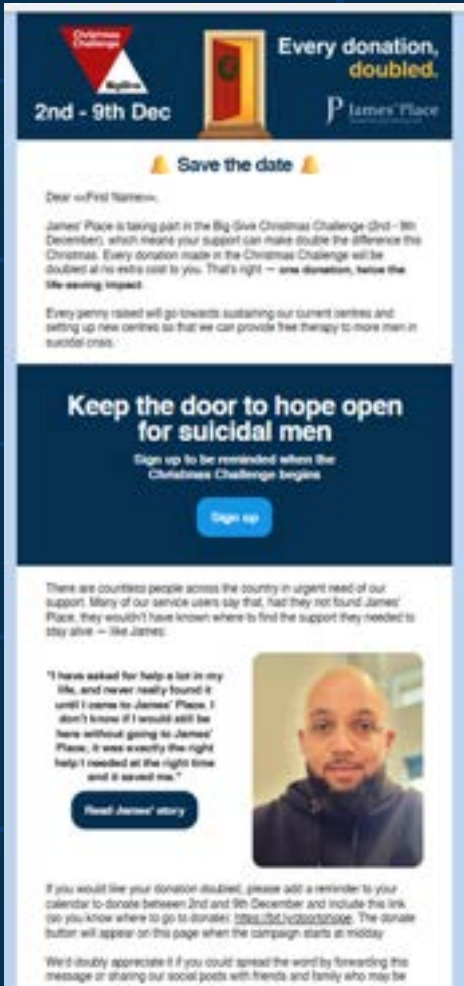 Christmas
Challenge
BigGive
2nd - 9th Dec
Every donation,
doubled.
James' Place
Save the date
Dear <<First Name>>,
James' Place is taking part in the Big Give Christmas Challenge (2nd - 9th
December), which means your support can make double the difference this
Christmas. Every donation made in the Christmas Challenge will be
doubled at no extra cost to you. That's right — one donation, twice the
life-saving impact.
Every penny raised will go towards sustaining our current centres and
setting up new centres so that we can provide free therapy to more men in
suicidal crisis.
Keep the door to hope open
for suicidal men
Sign up to be reminded when the
Christmas Challenge begins
Sign up
There are countless people across the country in urgent need of our
support. Many of our service users say that, had they not found James'
Place, they wouldn't have known where to find the support they needed to
stay alive — like James:
"I have asked for help a lot in my
life, and never really found it
until I came to James' Place. I
don't know if I would still be
here without going to James'
Place, it was exactly the right
help I needed at the right time
and it saved me."
Read James' story
If you would like your donation doubled, please add a reminder to your
calendar to donate between 2nd and 9th December and include this link
(so you know where to go to donate): https://bit.ly/doortohope. The donate
button will appear on this page when the campaign starts at midday
We'd doubly appreciate it if you could spread the word by forwarding this
message or sharing our social posts with friends and family who may be